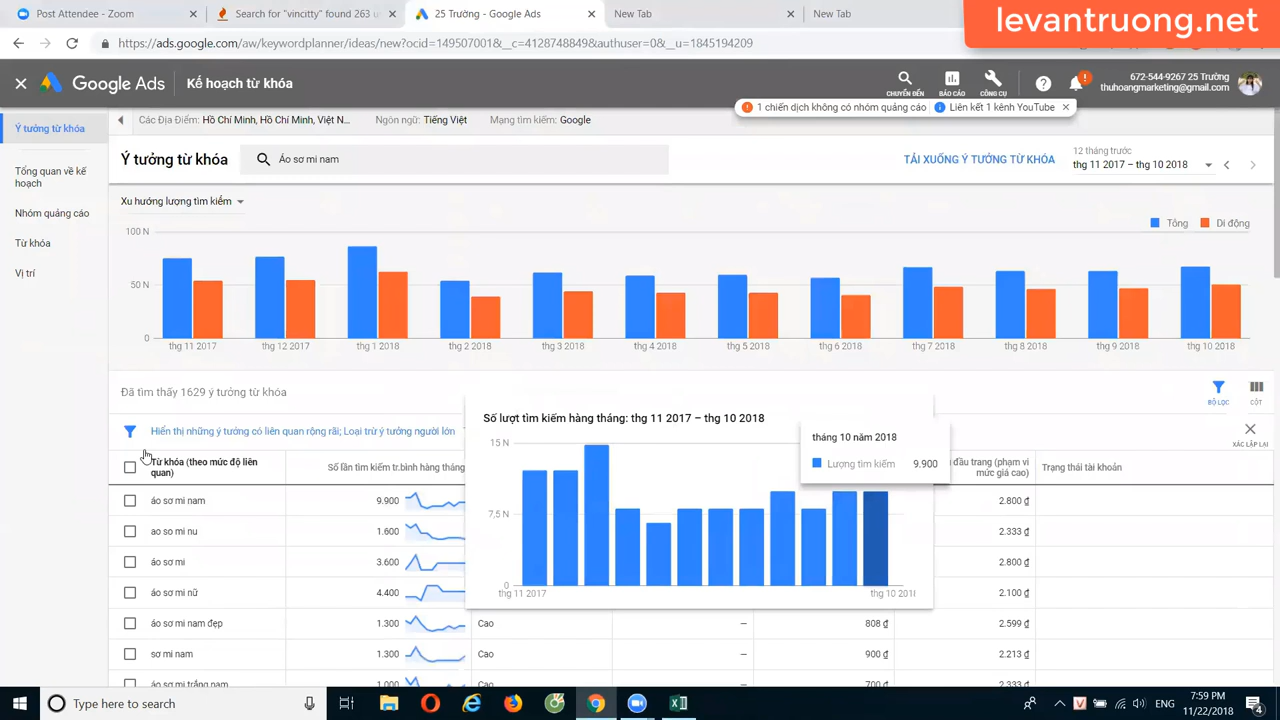 Post Attendee - Zoom
Search for "vincitty" found 263 u
25 Trường - Google Ads
New Tab
New Tab
levantruong.net
https://ads.google.com/aw/keywordplanner/ideas/new?ocid=149507001&__c=4128748849&authuser=0&__u=1845194209
Google Ads
Kế hoạch từ khóa
CHUYỂN ĐẾN
BÁO CÁO
CÔNG CỤ
672-544-9267 25 Trường
thuhoangmarketing@gmail.com
1 chiến dịch không có nhóm quảng cáo
Liên kết 1 kênh YouTube
Ý tưởng từ khóa
Tổng quan về kế
hoạch
Nhóm quảng cáo
Từ khóa
Vị trí
Các Địa Điểm: Hồ Chí Minh, Hồ Chí Minh, Việt N...
Ngôn ngữ: Tiếng Việt
Mạng tìm kiếm: Google
Ý tưởng từ khóa
Áo sơ mi nam
TẢI XUỐNG Ý TƯỞNG TỪ KHÓA
12 tháng trước
thg 11 2017 – thg 10 2018
Xu hướng lượng tìm kiếm
Tổng
Di động
100 N
50 N
0
thg 11 2017
thg 12 2017
thg 1 2018
thg 2 2018
thg 3 2018
thg 4 2018
thg 5 2018
thg 6 2018
thg 7 2018
thg 8 2018
thg 9 2018
thg 10 2018
Đã tìm thấy 1629 ý tưởng từ khóa
BỘ LỌC
CỘT
Hiển thị những ý tưởng có liên quan rộng rãi; Loại trừ ý tưởng người lớn
XÁC LẬP LẠI
Từ khóa (theo mức độ liên
quan)
Số lần tìm kiếm tr.bình hàng tháng
đầu trang (phạm vi
mức giá cao)
Trạng thái tài khoản
Số lượt tìm kiếm hàng tháng: thg 11 2017 – thg 10 2018
15 N
7,5 N
0
thg 11 2017
thg 10 2018
tháng 10 năm 2018
Lượng tìm kiếm 9.900
áo sơ mi nam 9.900 2.800 ₫
ao so mi nu 1.600 2.333 ₫
áo sơ mi 3.600 2.800 ₫
áo sơ mi nữ 4.400 2.100 ₫
áo sơ mi nam đẹp 1.300 Cao — 808 ₫ 2.599 ₫
sơ mi nam 1.300 Cao — 900 ₫ 2.213 ₫
áo sơ mi trắng nam 1.000 Cao — 700 ₫ 2.333 ₫
Type here to search
ENG
7:59 PM
11/22/2018
4